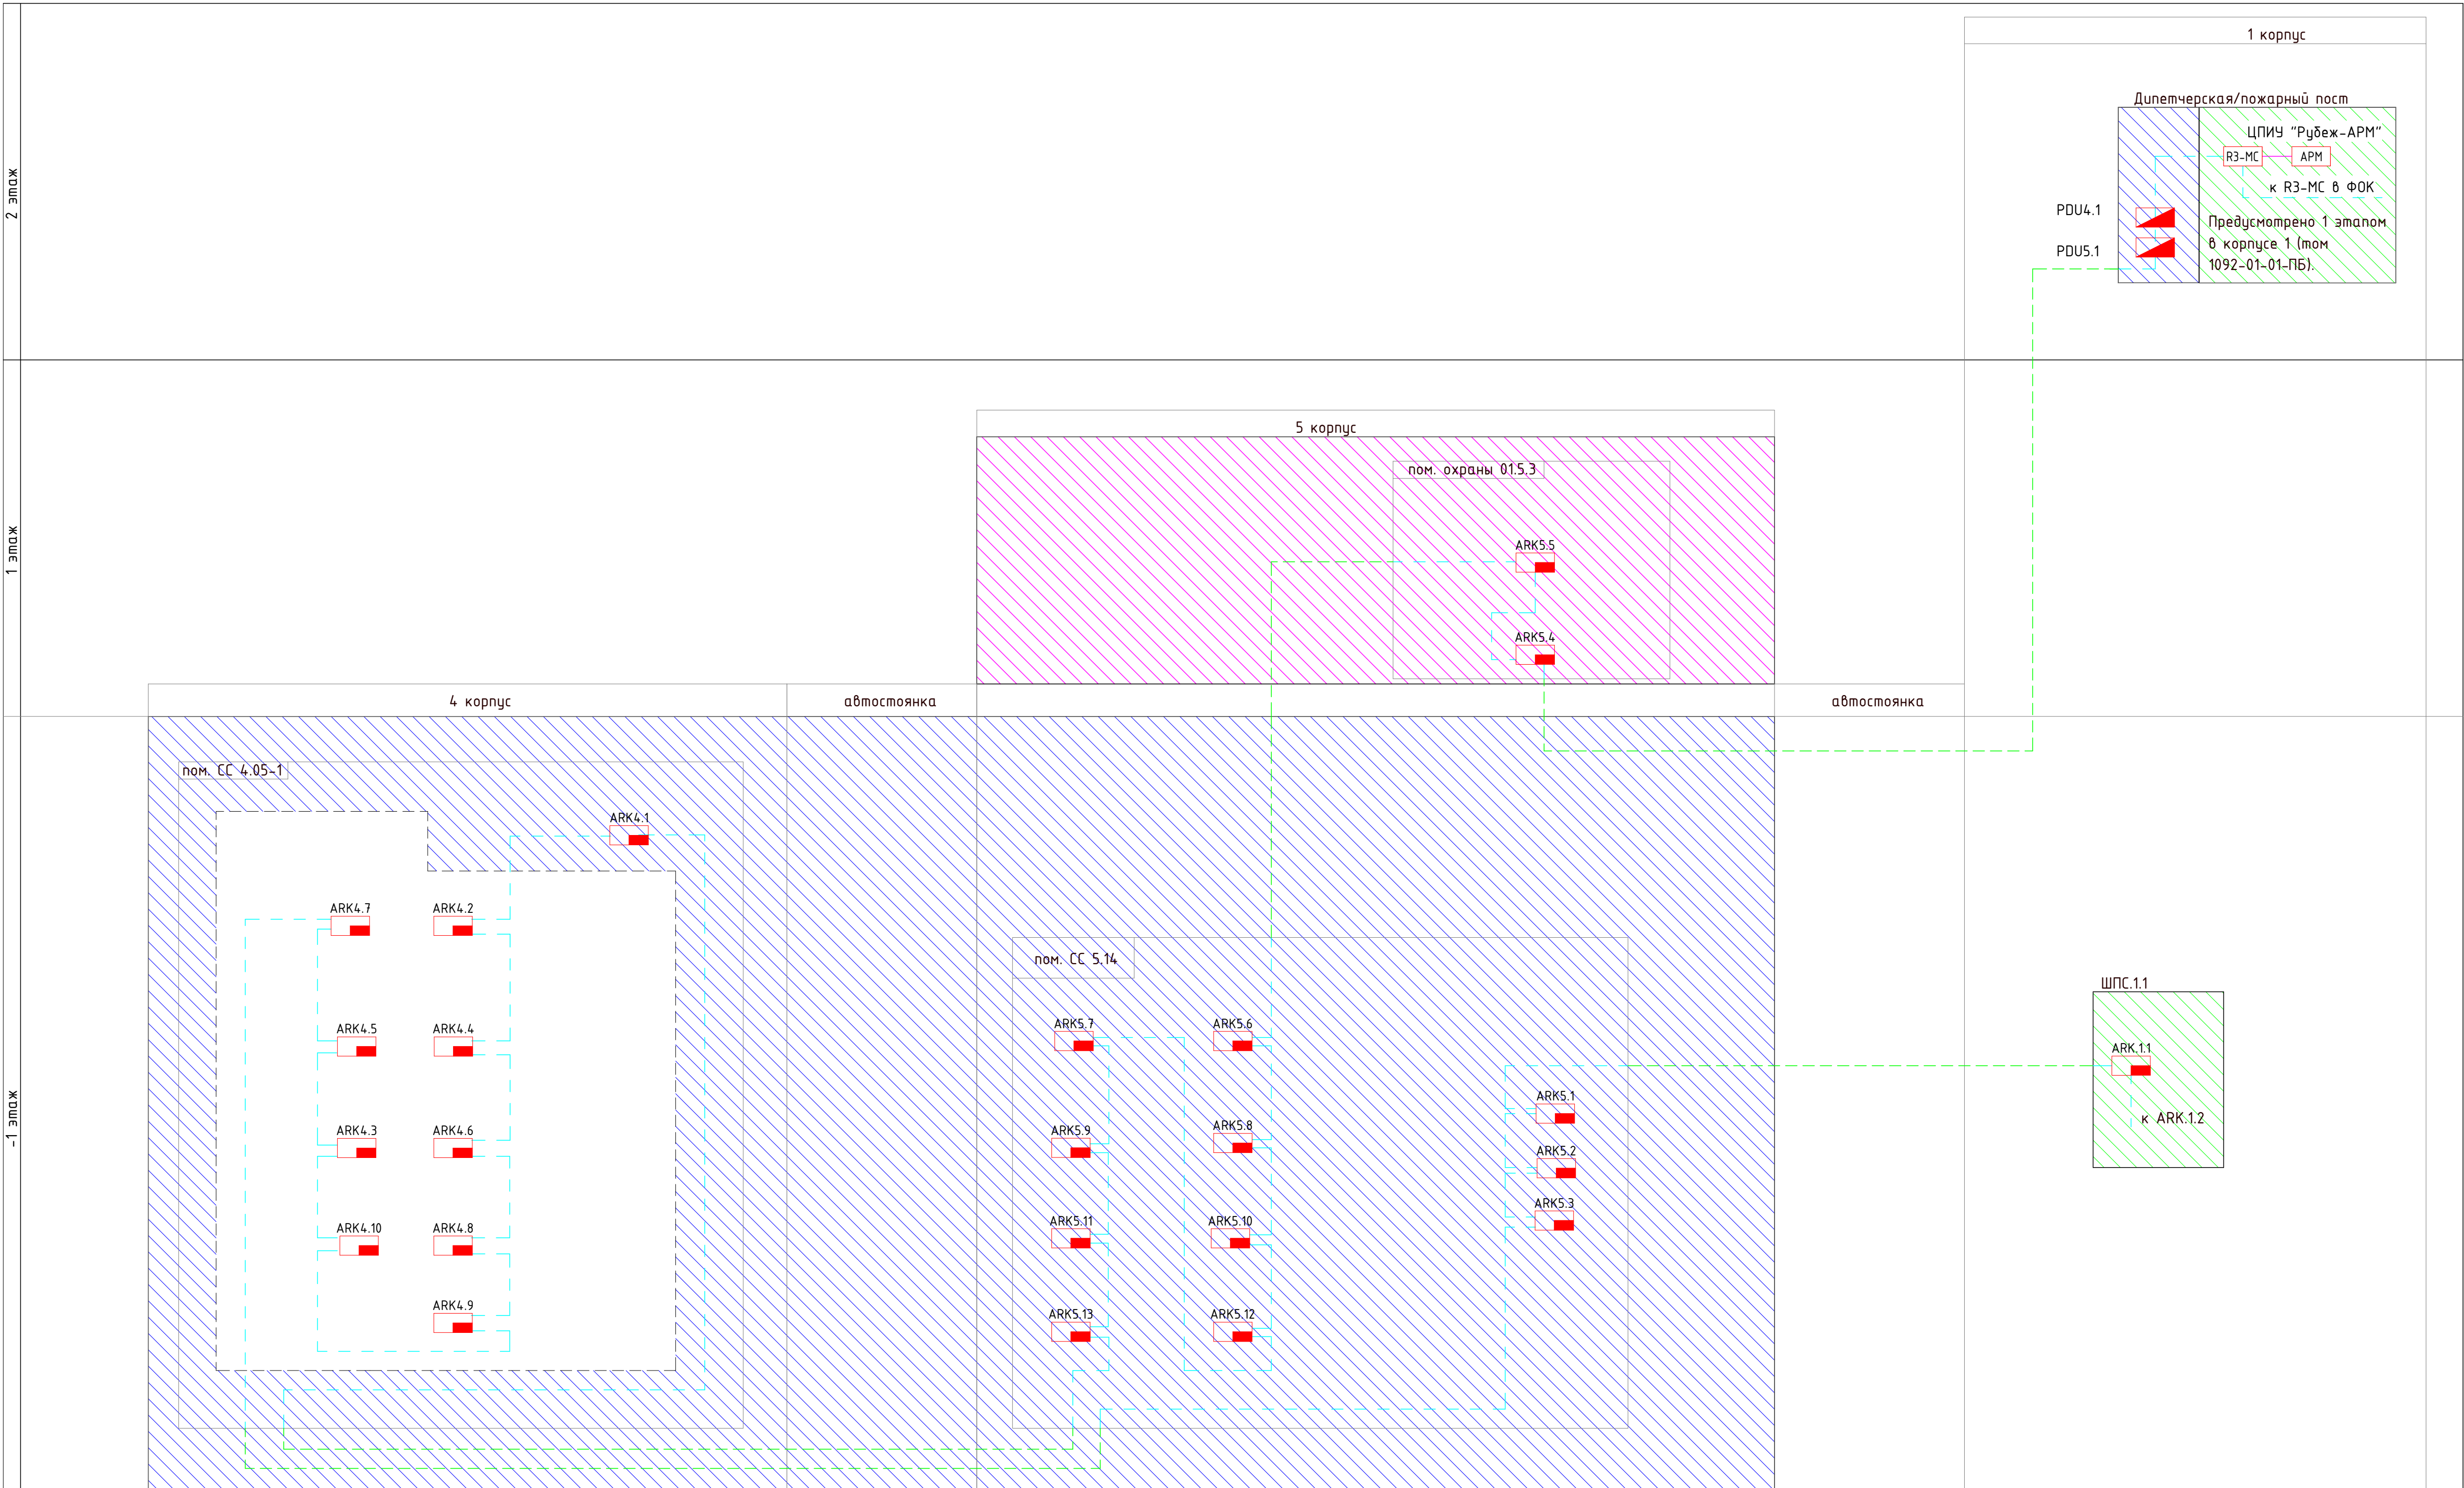 1 корпус
Дипетчерская/пожарный пост
ЦПИУ "Рубеж-АРМ"
R3-МС
АРМ
к R3-МС в ФОК
PDU4.1
PDU5.1
Предусмотрено 1 этапом
в корпусе 1 (том
1092-01-01-ПБ).
2 этаж
5 корпус
пом. охраны 01.5.3
ARK5.5
ARK5.4
1 этаж
4 корпус
автостоянка
автостоянка
пом. СС 4.05-1
ARK4.1
ARK4.7
ARK4.2
ARK4.5
ARK4.4
ARK4.3
ARK4.6
ARK4.10
ARK4.8
ARK4.9
пом. СС 5.14
ARK5.7
ARK5.6
ARK5.9
ARK5.8
ARK5.11
ARK5.10
ARK5.13
ARK5.12
ARK5.1
ARK5.2
ARK5.3
ШПС.1.1
ARK.1.1
к ARK.1.2
-1 этаж